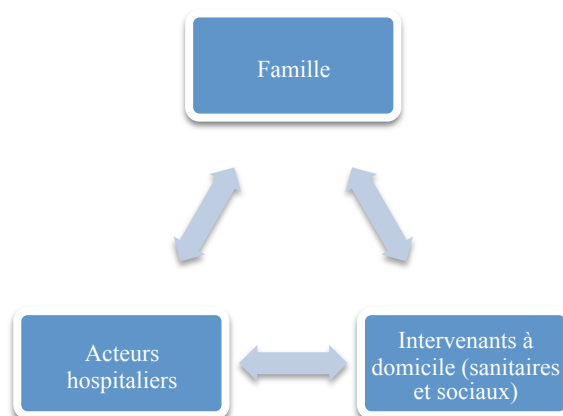 Famille
Acteurs
hospitaliers
Intervenants à
domicile (sanitaires
et sociaux)